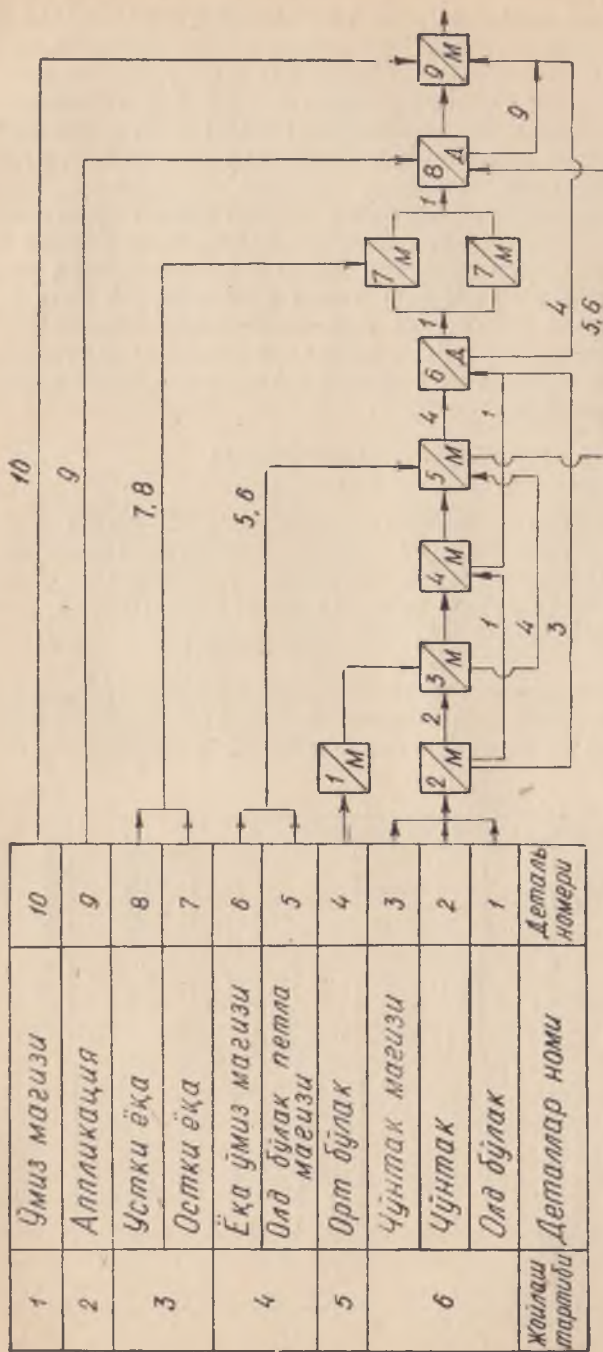 1 Ўмиз магизи 10
2 Аппликация 9
3 Устки ёқа 8
Остки ёқа 7
4 Ёқа ўмиз магизи 6
Олд бўлак петла
магизи 5
5 Орт бўлак 4
6 Чўнтак магизи 3
Чўнтак 2
Олд бўлак 1
Жойлаш
тартиби
Деталлар номи
Деталь
номери
10
9
7, 8
5, 6
1/М
2/М
2
3/М
4/М
5/М
4
6/Д
1
7/М
7/М
1
8/Д
9/М
9
1
1
4
3
4
5, 6